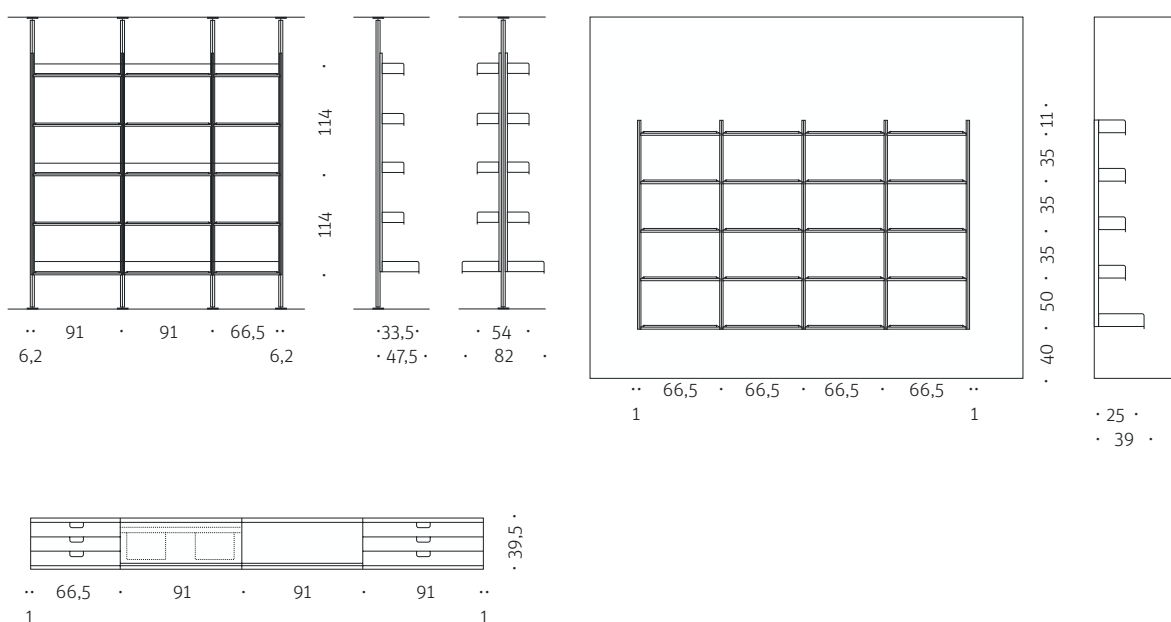 114
114
·· 91 · 91 · 66,5 ··
6,2 6,2
·33,5·
· 47,5 ·
· 54 ·
· 82 ·
· 40 · 50 · 35 · 35 · 35 · 11 ·
·· 66,5 · 66,5 · 66,5 · 66,5 ··
1 1
· 25 ·
· 39 ·
· 39,5 ·
·· 66,5 · 91 · 91 · 91 ··
1 1